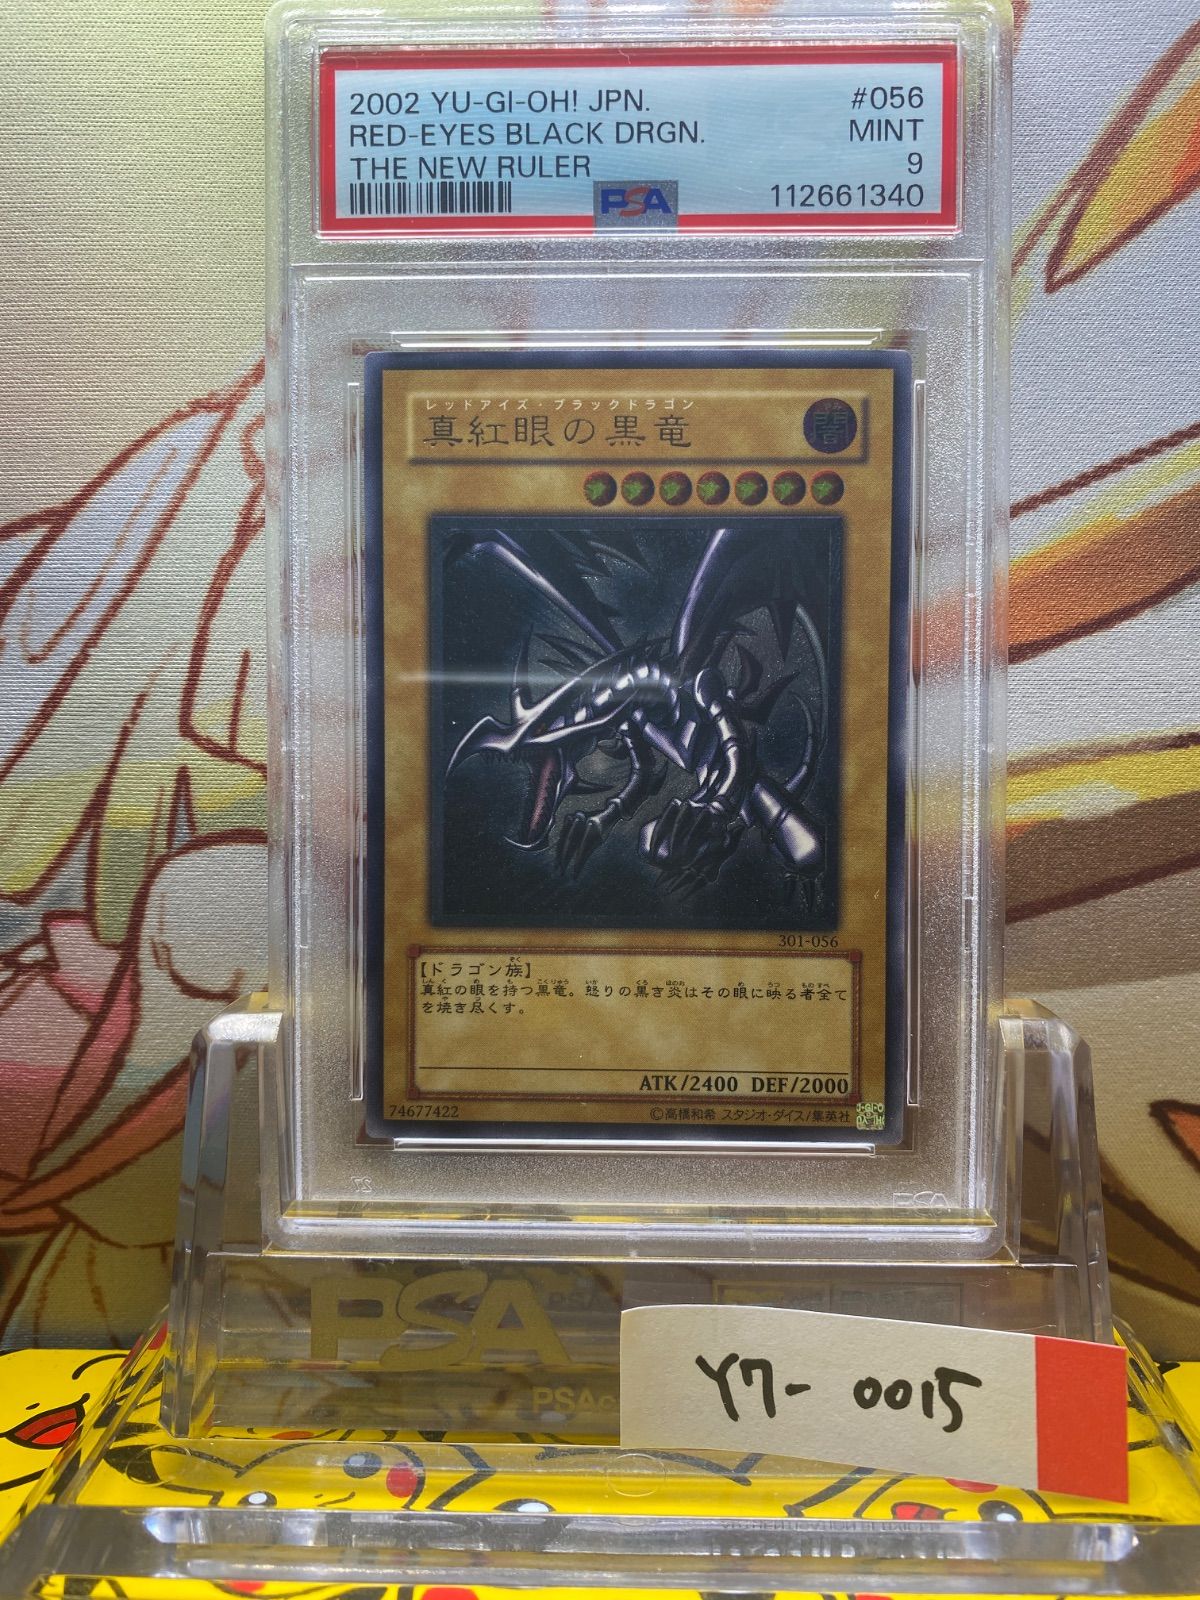 2002 YU-GI-OH! JPN. #056
RED-EYES BLACK DRGN. MINT
THE NEW RULER 9
PSA 112661340
レッドアイズ・ブラックドラゴン
真紅眼の黒竜
やみ
闇
301-056
【ドラゴン族】
真紅の眼を持つ黒竜。怒りの黒き炎はその眼に映る者全て
を焼き尽くす。
ATK/2400 DEF/2000
74677422 ©高橋和希 スタジオ・ダイス/集英社
PSA
PSA
Y7-0015